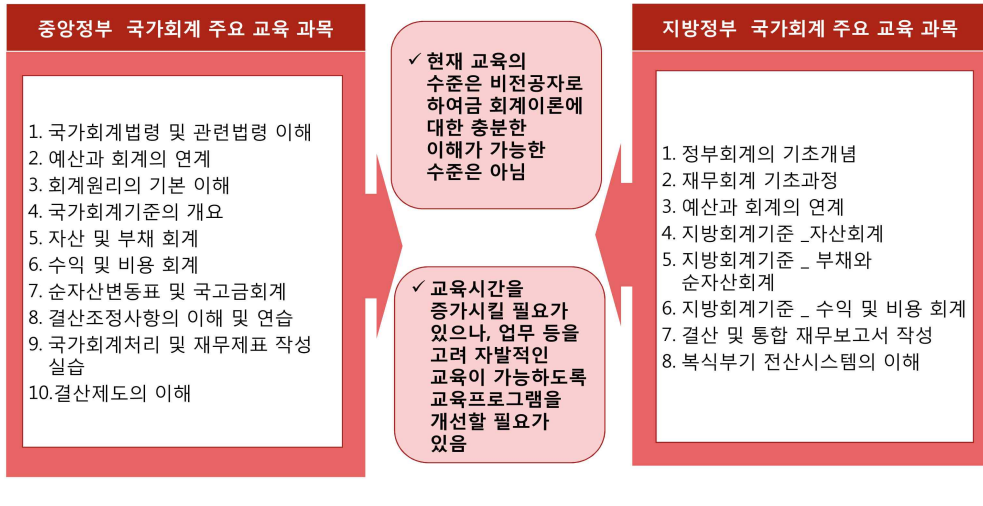 중앙정부 국가회계 주요 교육 과목
1. 국가회계법령 및 관련법령 이해
2. 예산과 회계의 연계
3. 회계원리의 기본 이해
4. 국가회계기준의 개요
5. 자산 및 부채 회계
6. 수익 및 비용 회계
7. 순자산변동표 및 국고금회계
8. 결산조정사항의 이해 및 연습
9. 국가회계처리 및 재무제표 작성
실습
10.결산제도의 이해
✓ 현재 교육의
수준은 비전공자로
하여금 회계이론에
대한 충분한
이해가 가능한
수준은 아님
✓ 교육시간을
증가시킬 필요가
있으나, 업무 등을
고려 자발적인
교육이 가능하도록
교육프로그램을
개선할 필요가
있음
지방정부 국가회계 주요 교육 과목
1. 정부회계의 기초개념
2. 재무회계 기초과정
3. 예산과 회계의 연계
4. 지방회계기준 _자산회계
5. 지방회계기준 _ 부채와
순자산회계
6. 지방회계기준 _ 수익 및 비용 회계
7. 결산 및 통합 재무보고서 작성
8. 복식부기 전산시스템의 이해